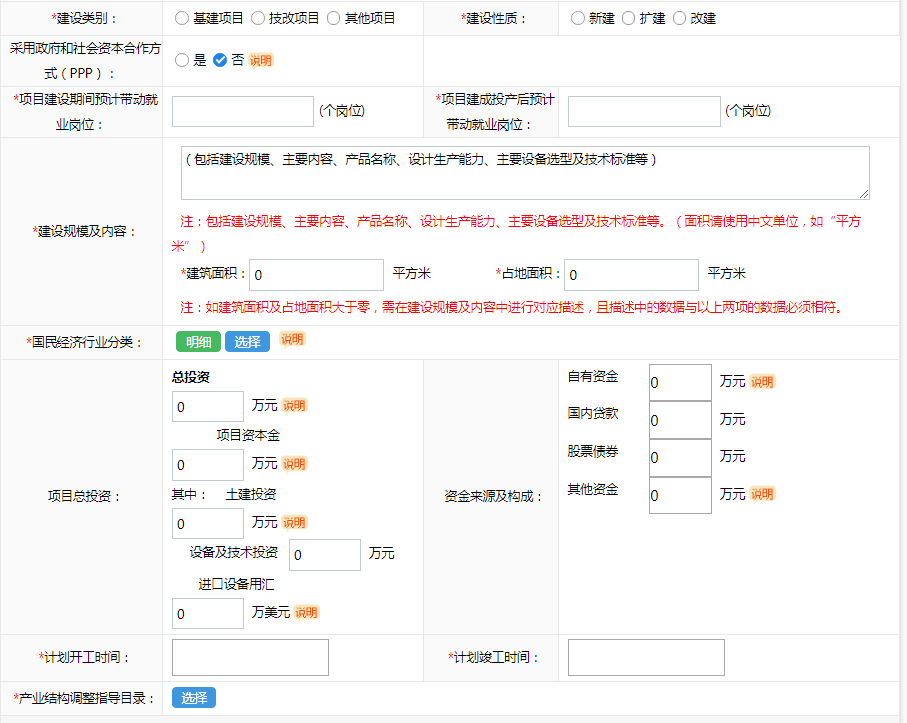 *建设类别： 基建项目 技改项目 其他项目 *建设性质： 新建 扩建 改建
采用政府和社会资本合作方
式（PPP）： 是 否 说明
*项目建设期间预计带动就
业岗位： (个岗位)
*项目建成投产后预计
带动就业岗位： (个岗位)
*建设规模及内容：
（包括建设规模、主要内容、产品名称、设计生产能力、主要设备选型及技术标准等）
注：包括建设规模、主要内容、产品名称、设计生产能力、主要设备选型及技术标准等。（面积请使用中文单位，如“平方
米”）
*建筑面积： 0 平方米 *占地面积： 0 平方米
注：如建筑面积及占地面积大于零，需在建设规模及内容中进行对应描述，且描述中的数据与以上两项的数据必须相符。
*国民经济行业分类： 明细 选择 说明
项目总投资：
总投资
0 万元 说明
项目资本金
0 万元 说明
其中： 土建投资
0 万元 说明
设备及技术投资 0 万元
进口设备用汇
0 万美元 说明
资金来源及构成：
自有资金 0 万元 说明
国内贷款 0 万元
股票债券 0 万元
其他资金 0 万元 说明
*计划开工时间： *计划竣工时间：
*产业结构调整指导目录： 选择